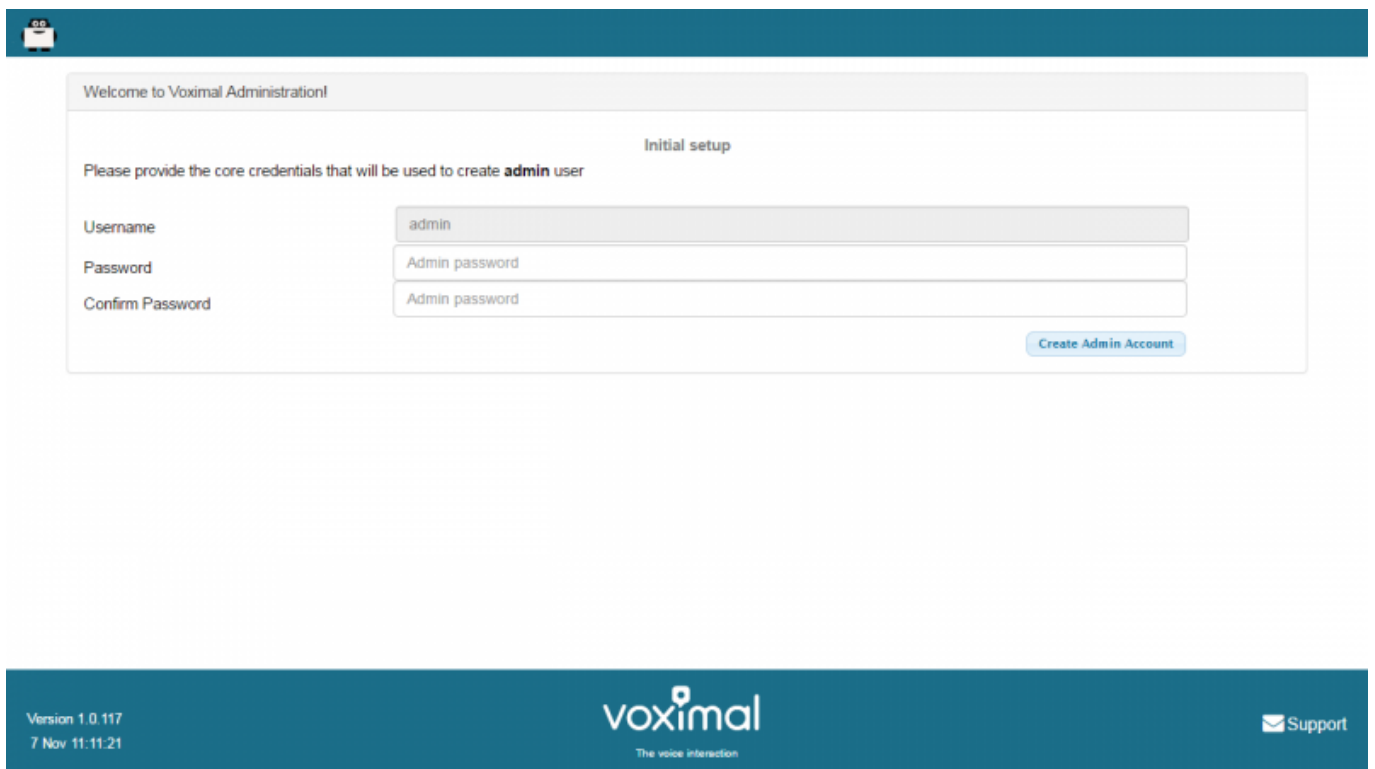 Welcome to Voximal Administration!
Initial setup
Please provide the core credentials that will be used to create admin user
Username
admin
Password
Admin password
Confirm Password
Admin password
Create Admin Account
Version 1.0.117
7 Nov 11:11:21
voximal
The voice interaction
Support